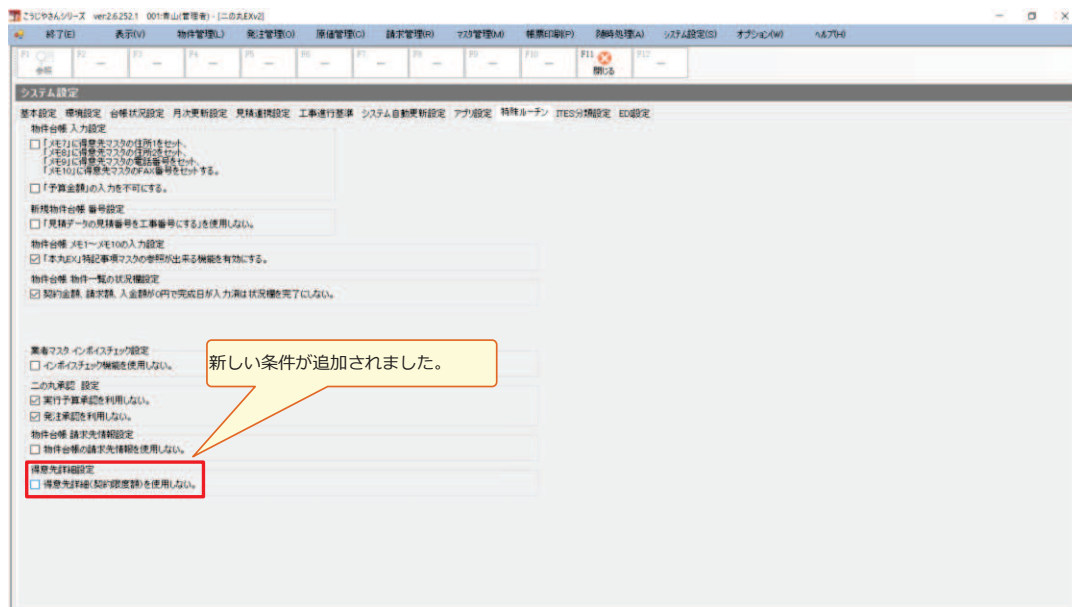 こうじやさんシリーズ ver2.6.252.1 001:青山(管理者) - [二の丸EXv2]
終了(E) 表示(V) 物件管理(L) 発注管理(O) 原価管理(C) 請求管理(R) マスタ管理(M) 帳票印刷(P) 随時処理(A) システム設定(S) オプション(W) ヘルプ(H)
F1 F2 F3 F4 F5 F6 F7 F8 F9 F10 F11 F12
参照 閉じる
システム設定
基本設定 環境設定 台帳状況設定 月次更新設定 見積連携設定 工事進行基準 システム自動更新設定 アプリ設定 特殊ルーチン ITES分類設定 EDI設定
物件台帳 入力設定
「メモ7」に得意先マスタの住所1をセット、
「メモ8」に得意先マスタの住所2をセット、
「メモ9」に得意先マスタの電話番号をセット、
「メモ10」に得意先マスタのFAX番号をセットする。
「予算金額」の入力を不可にする。
新規物件台帳 番号設定
「見積データの見積番号を工事番号にする」を使用しない。
物件台帳 メモ1～メモ10の入力設定
「本丸EX」特記事項マスタの参照が出来る機能を有効にする。
物件台帳 物件一覧の状況欄設定
契約金額、請求額、入金額が0円で完成日が入力済は状況欄を完了にしない。
業者マスタ インボイスチェック設定
インボイスチェック機能を使用しない。
新しい条件が追加されました。
二の丸承認 設定
実行予算承認を利用しない。
発注承認を利用しない。
物件台帳 請求先情報設定
物件台帳の請求先情報を使用しない。
得意先詳細設定
得意先詳細(契約限度額)を使用しない。